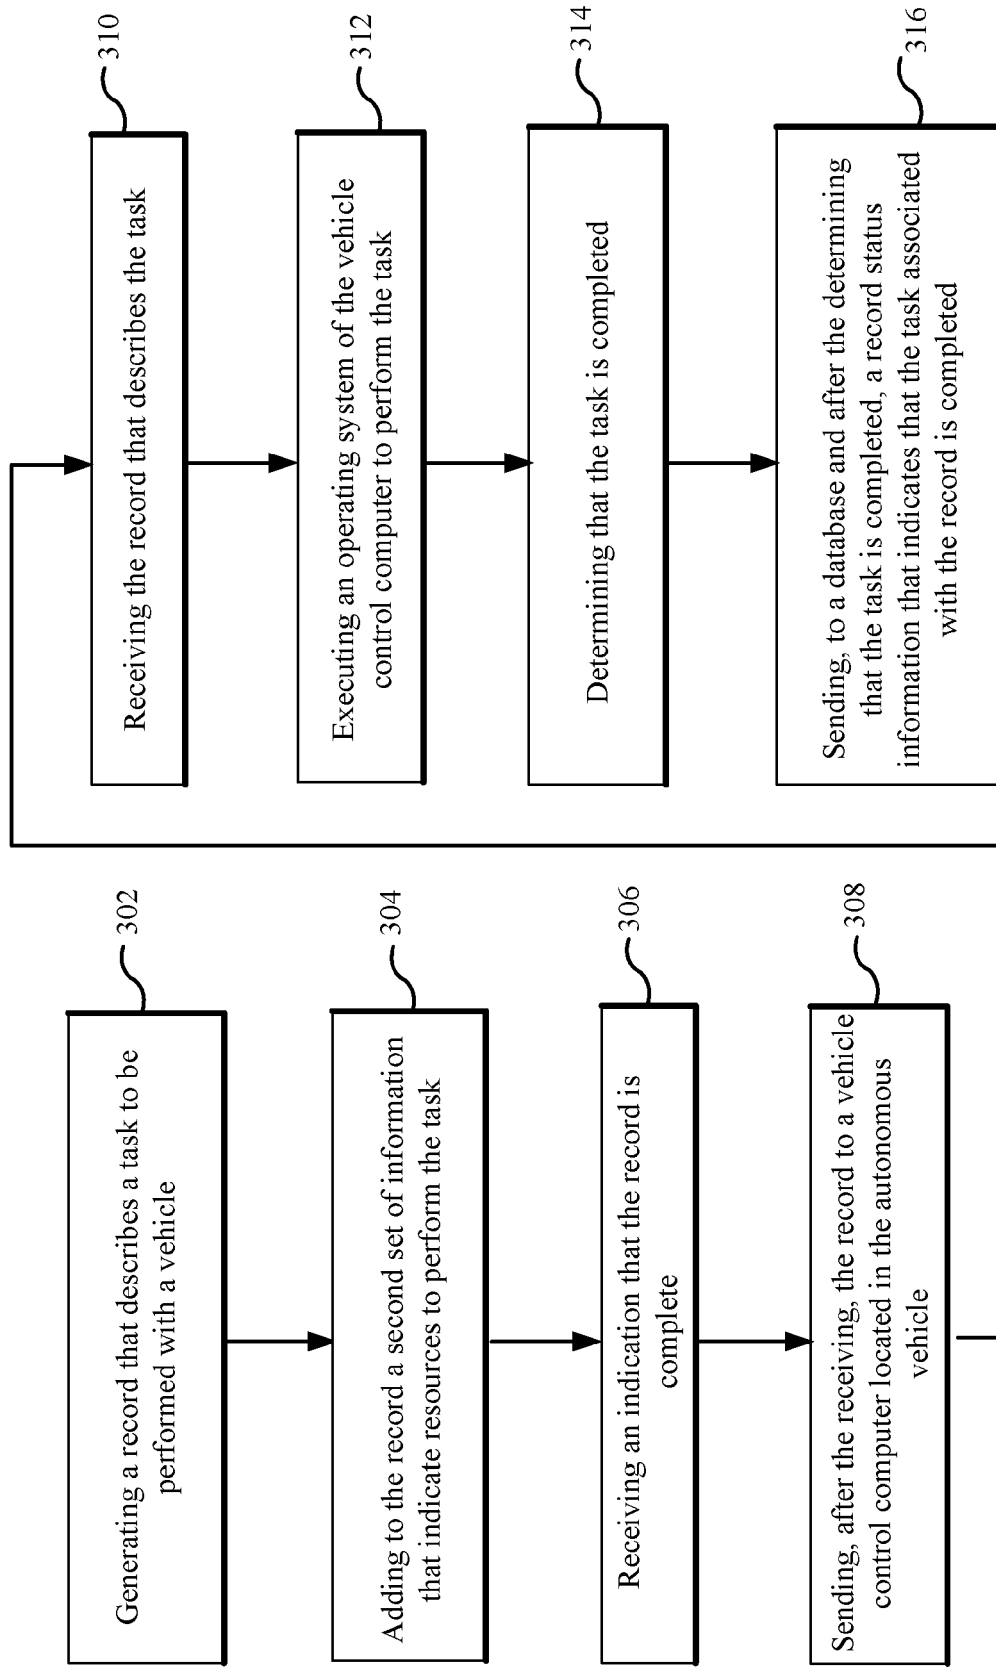 Generating a record that describes a task to be
performed with a vehicle
302
Adding to the record a second set of information
that indicate resources to perform the task
304
Receiving an indication that the record is
complete
306
Sending, after the receiving, the record to a vehicle
control computer located in the autonomous
vehicle
308
Receiving the record that describes the task
310
Executing an operating system of the vehicle
control computer to perform the task
312
Determining that the task is completed
314
Sending, to a database and after the determining
that the task is completed, a record status
information that indicates that the task associated
with the record is completed
316